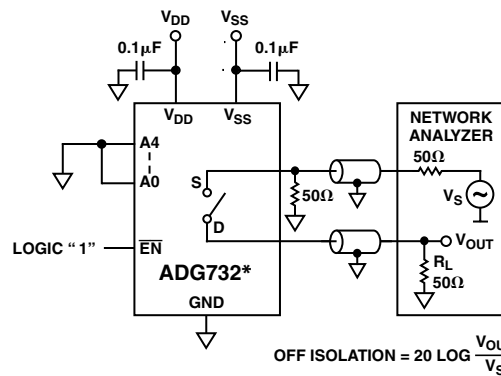 VDD
VSS
0.1µF
0.1µF
VDD
VSS
NETWORK
ANALYZER
A4
A0
50Ω
S
50Ω
VS
D
VOUT
LOGIC “ 1”
EN
ADG732*
RL
50Ω
GND
OFF ISOLATION = 20 LOG VOU
VS